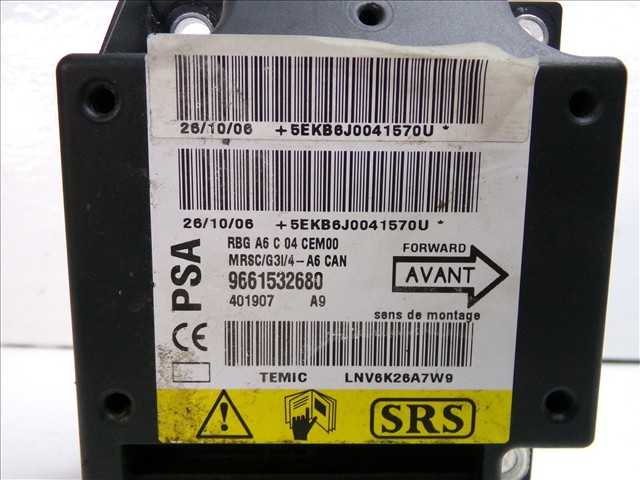 26/10/06 +5EKB6J0041570U *
26/10/06 +5EKB6J0041570U *
PSA
RBG A6 C 04 CEM00
MRSC/G3I/4-A6 CAN
9661532680
401907 A9
FORWARD
AVANT
sens de montage
CE
TEMIC LNV6K26A7W9
SRS